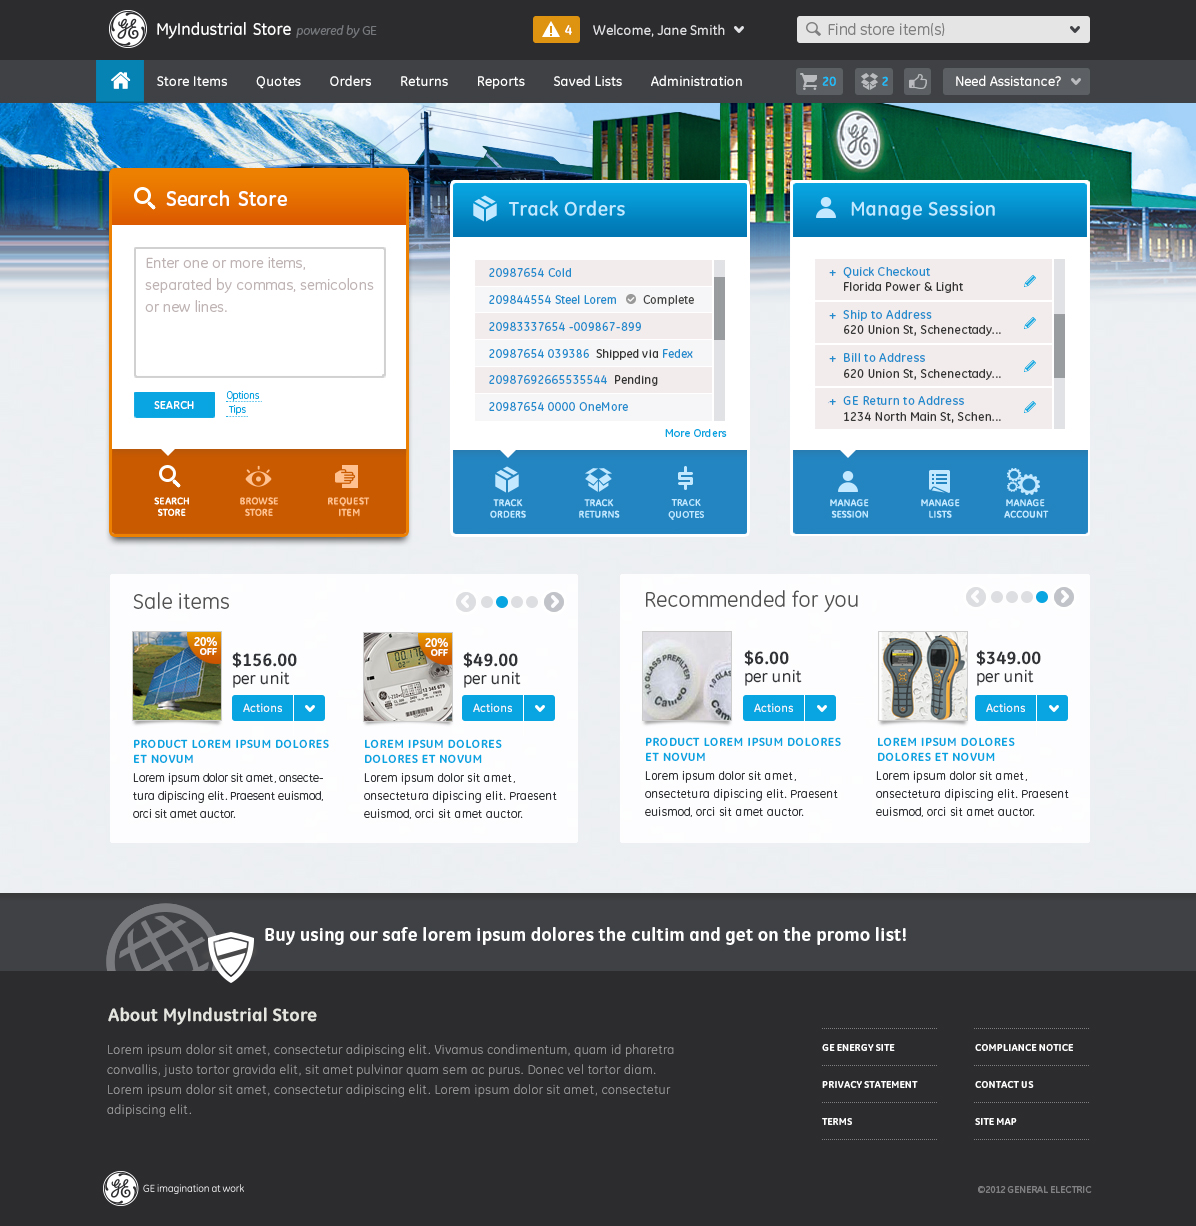 MyIndustrial Store powered by GE
4
Welcome, Jane Smith
Find store item(s)
Store Items Quotes Orders Returns Reports Saved Lists Administration
20
2
Need Assistance?
Search Store
Enter one or more items,
separated by commas, semicolons
or new lines.
SEARCH
Options
Tips
SEARCH
STORE
BROWSE
STORE
REQUEST
ITEM
Track Orders
20987654 Cold
209844554 Steel Lorem Complete
20983337654 -009867-899
20987654 039386 Shipped via Fedex
20987692665535544 Pending
20987654 0000 OneMore
More Orders
TRACK
ORDERS
TRACK
RETURNS
TRACK
QUOTES
Manage Session
+ Quick Checkout
Florida Power & Light
+ Ship to Address
620 Union St, Schenectady...
+ Bill to Address
620 Union St, Schenectady...
+ GE Return to Address
1234 North Main St, Schen...
MANAGE
SESSION
MANAGE
LISTS
MANAGE
ACCOUNT
Sale items
20%
OFF
$156.00
per unit
Actions
PRODUCT LOREM IPSUM DOLORES
ET NOVUM
Lorem ipsum dolor sit amet, onsecte-
tura dipiscing elit. Praesent euismod,
orci sit amet auctor.
20%
OFF
$49.00
per unit
Actions
LOREM IPSUM DOLORES
DOLORES ET NOVUM
Lorem ipsum dolor sit amet,
onsectetura dipiscing elit. Praesent
euismod, orci sit amet auctor.
Recommended for you
1.0 GLASS PREFILTER
Cameo
$6.00
per unit
Actions
PRODUCT LOREM IPSUM DOLORES
ET NOVUM
Lorem ipsum dolor sit amet,
onsectetura dipiscing elit. Praesent
euismod, orci sit amet auctor.
$349.00
per unit
Actions
LOREM IPSUM DOLORES
DOLORES ET NOVUM
Lorem ipsum dolor sit amet,
onsectetura dipiscing elit. Praesent
euismod, orci sit amet auctor.
Buy using our safe lorem ipsum dolores the cultim and get on the promo list!
About MyIndustrial Store
Lorem ipsum dolor sit amet, consectetur adipiscing elit. Vivamus condimentum, quam id pharetra
convallis, justo tortor gravida elit, sit amet pulvinar quam sem ac purus. Donec vel tortor diam.
Lorem ipsum dolor sit amet, consectetur adipiscing elit. Lorem ipsum dolor sit amet, consectetur
adipiscing elit.
GE ENERGY SITE
PRIVACY STATEMENT
TERMS
COMPLIANCE NOTICE
CONTACT US
SITE MAP
GE imagination at work
©2012 GENERAL ELECTRIC